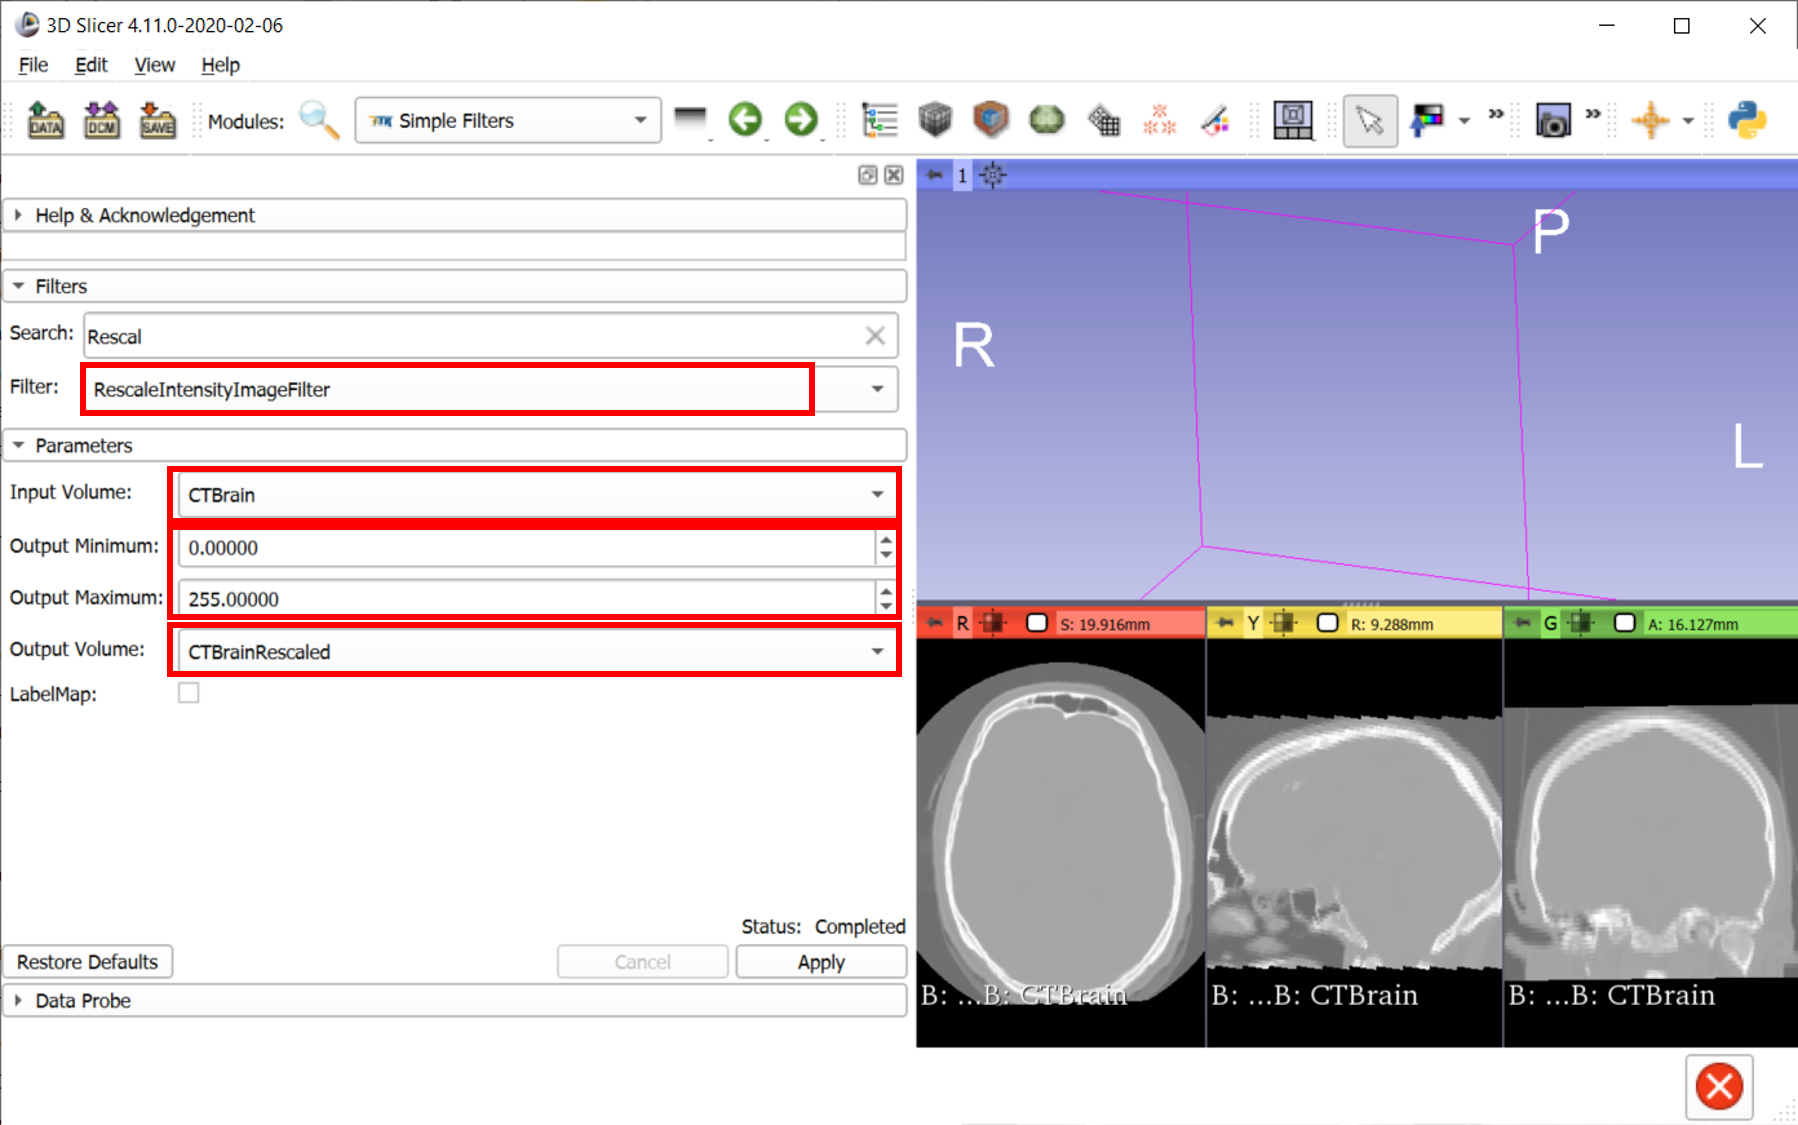 3D Slicer 4.11.0-2020-02-06
File Edit View Help
DATA DCM SAVE Modules: Simple Filters
1
Help & Acknowledgement
Filters
Search: Rescal
Filter: RescaleIntensityImageFilter
Parameters
Input Volume: CTBrain
Output Minimum: 0.00000
Output Maximum: 255.00000
Output Volume: CTBrainRescaled
LabelMap:
Status: Completed
Restore Defaults Cancel Apply
Data Probe
P
R
L
R S: 19.916mm
B: ...B: CTBrain
Y R: 9.288mm
B: ...B: CTBrain
G A: 16.127mm
B: ...B: CTBrain